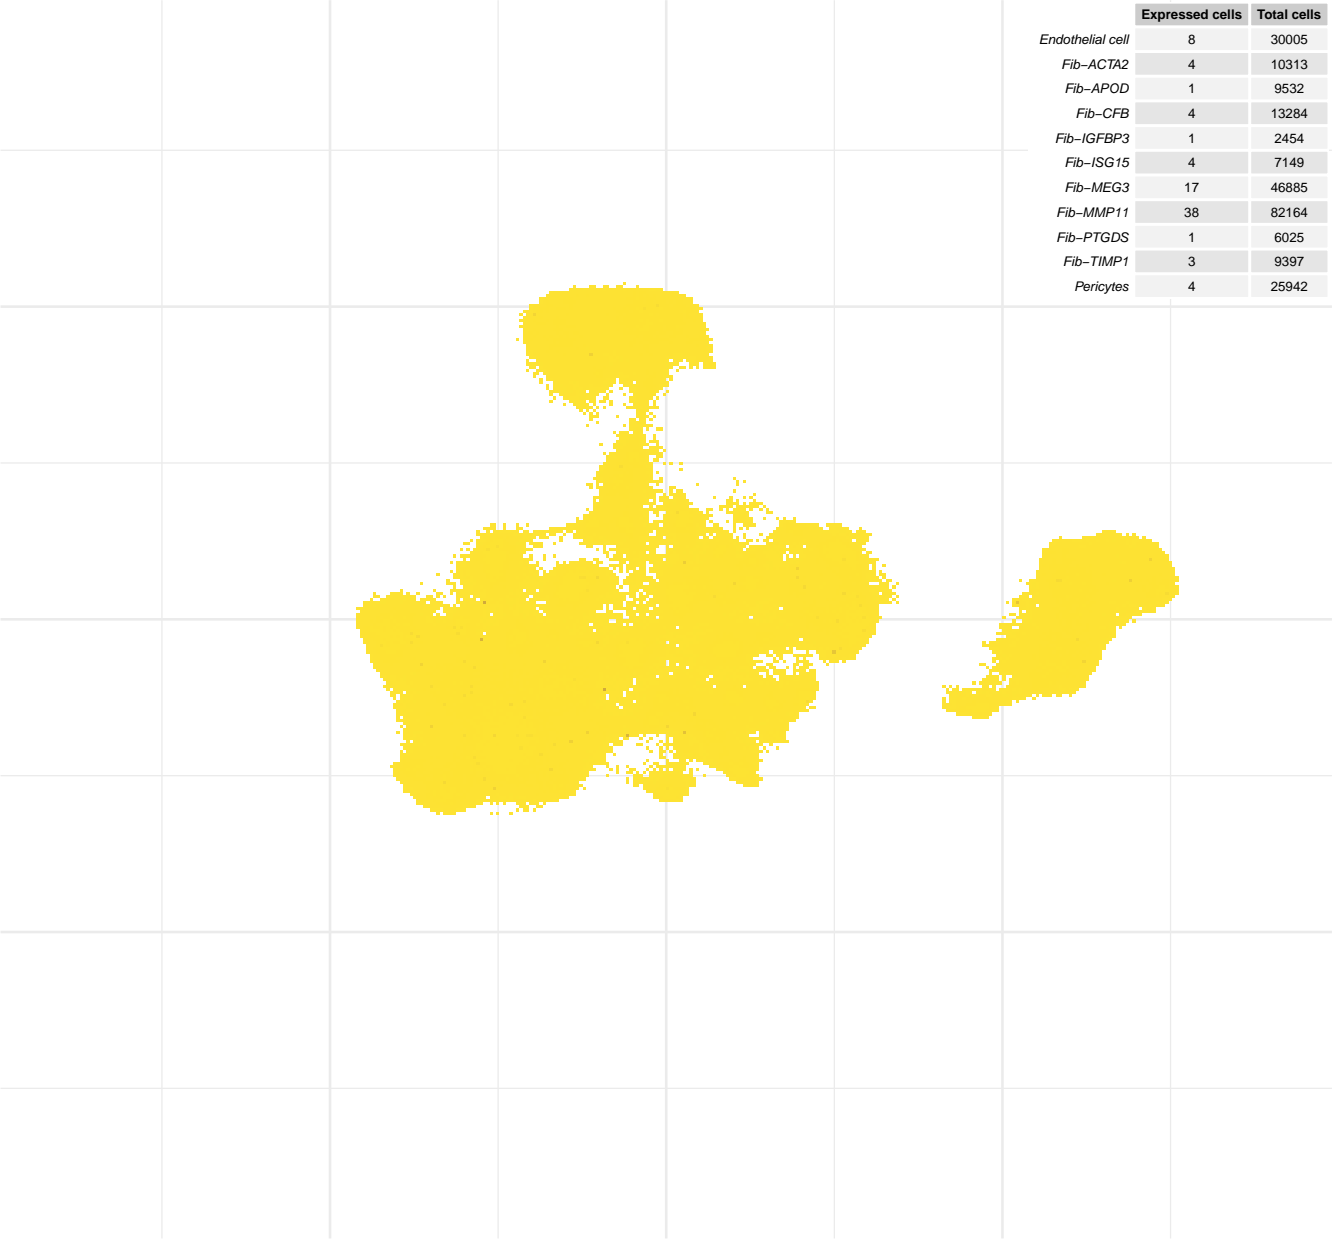 Expressed cells Total cells
Endothelial cell 8 30005
Fib−ACTA2 4 10313
Fib−APOD 1 9532
Fib−CFB 4 13284
Fib−IGFBP3 1 2454
Fib−ISG15 4 7149
Fib−MEG3 17 46885
Fib−MMP11 38 82164
Fib−PTGDS 1 6025
Fib−TIMP1 3 9397
Pericytes 4 25942